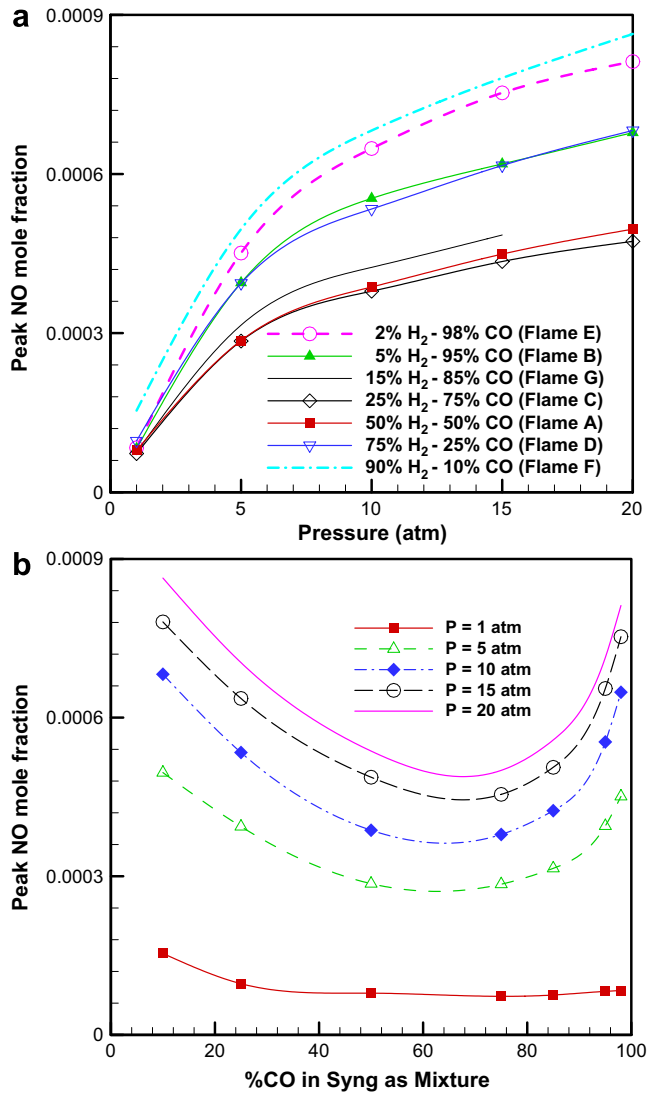 a
0.0009
0.0006
0.0003
0
Peak NO mole fraction
2% H2 - 98% CO (Flame E)
5% H2 - 95% CO (Flame B)
15% H2 - 85% CO (Flame G)
25% H2 - 75% CO (Flame C)
50% H2 - 50% CO (Flame A)
75% H2 - 25% CO (Flame D)
90% H2 - 10% CO (Flame F)
1 5 10 15 20
Pressure (atm)
b
0.0009
0.0006
0.0003
0
Peak NO mole fraction
P = 1 atm
P = 5 atm
P = 10 atm
P = 15 atm
P = 20 atm
0 20 40 60 80 100
%CO in Syng as Mixture